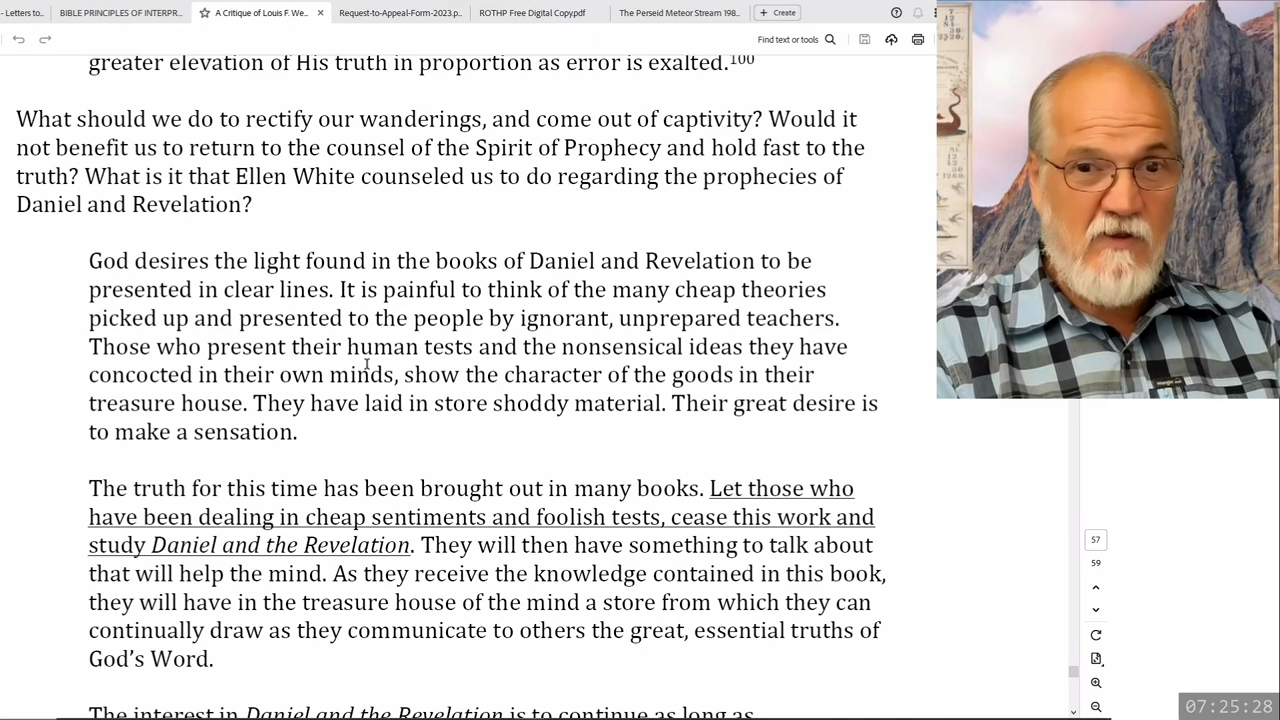 - Letters to...
BIBLE PRINCIPLES OF INTERPR...
A Critique of Louis F. We...
Request-to-Appeal-Form-2023.p...
ROTHP Free Digital Copy.pdf
The Perseid Meteor Stream 198...
+ Create
Find text or tools
greater elevation of His truth in proportion as error is exalted.100
What should we do to rectify our wanderings, and come out of captivity? Would it
not benefit us to return to the counsel of the Spirit of Prophecy and hold fast to the
truth? What is it that Ellen White counseled us to do regarding the prophecies of
Daniel and Revelation?
God desires the light found in the books of Daniel and Revelation to be
presented in clear lines. It is painful to think of the many cheap theories
picked up and presented to the people by ignorant, unprepared teachers.
Those who present their human tests and the nonsensical ideas they have
concocted in their own minds, show the character of the goods in their
treasure house. They have laid in store shoddy material. Their great desire is
to make a sensation.
The truth for this time has been brought out in many books. Let those who
have been dealing in cheap sentiments and foolish tests, cease this work and
study Daniel and the Revelation. They will then have something to talk about
that will help the mind. As they receive the knowledge contained in this book,
they will have in the treasure house of the mind a store from which they can
continually draw as they communicate to others the great, essential truths of
God's Word.
The interest in Daniel and the Revelation is to continue as long as
57
59
07:25:28